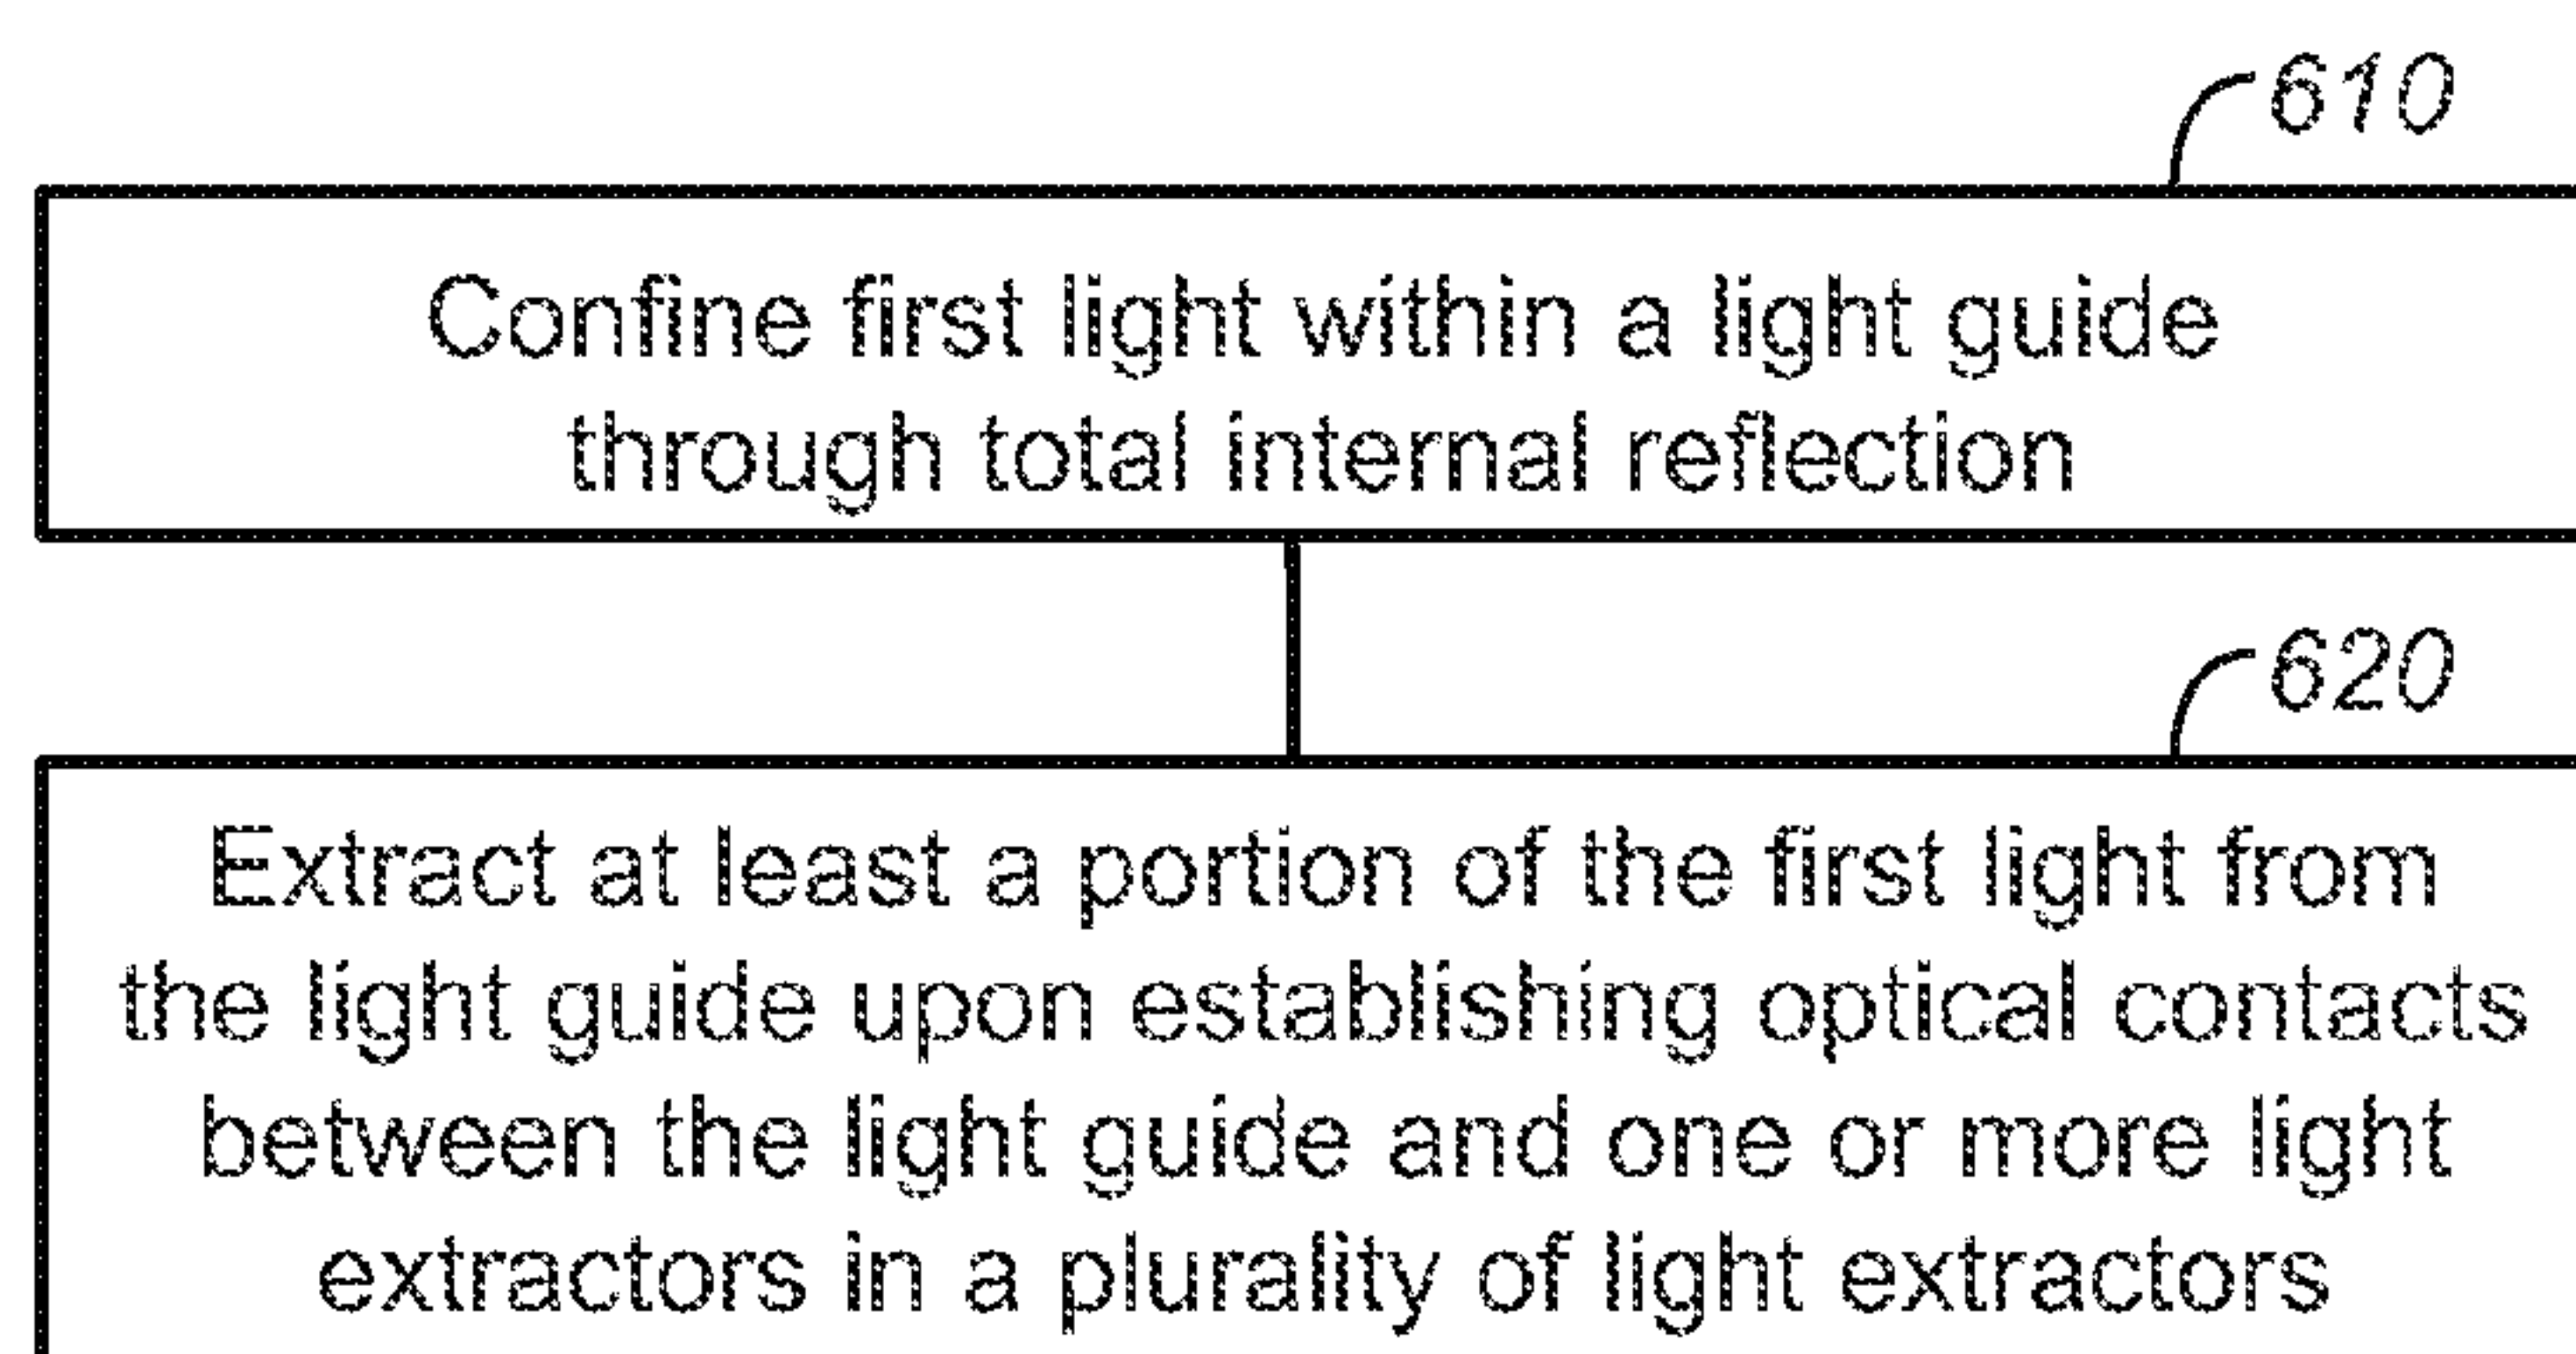 610
Confine first light within a light guide
through total internal reflection
620
Extract at least a portion of the first light from
the light guide upon establishing optical contacts
between the light guide and one or more light
extractors in a plurality of light extractors